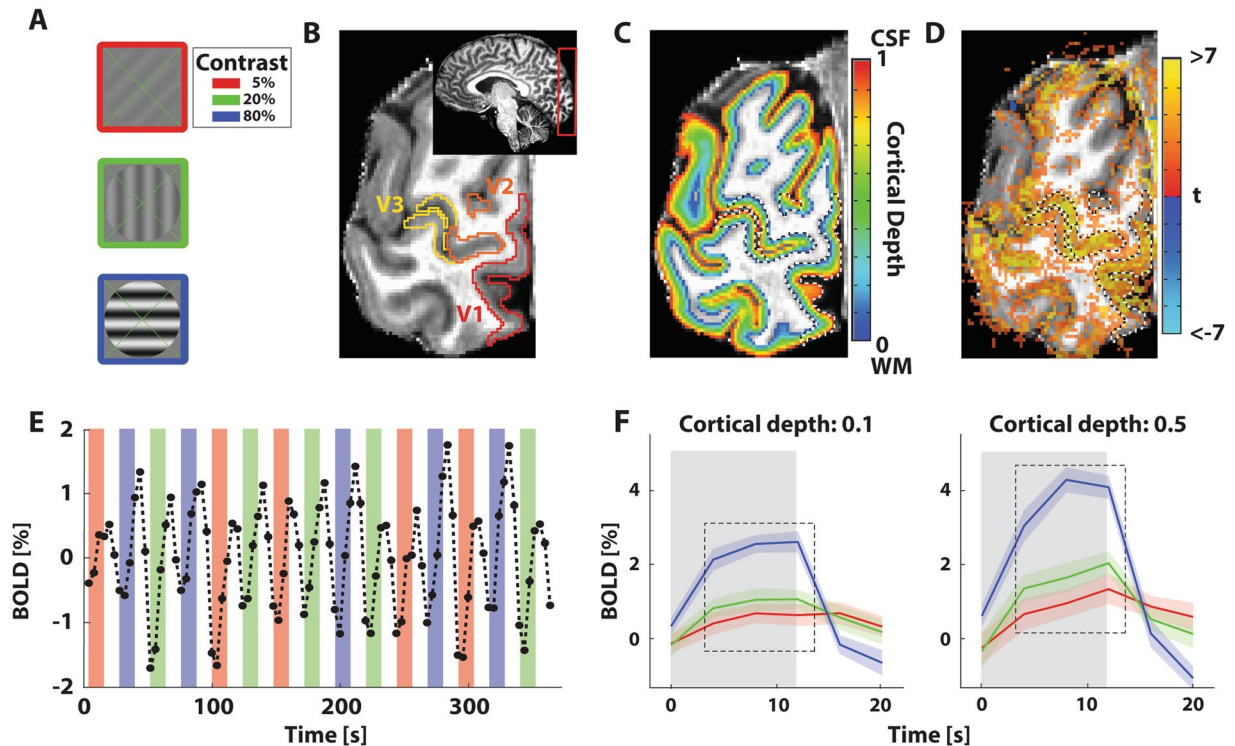 A
Contrast
5%
20%
80%
B
V3
V2
V1
C
CSF
1
Cortical Depth
0
WM
D
>7
t
<-7
E
BOLD [%]
2
1
0
-1
-2
0
100
200
300
Time [s]
F
Cortical depth: 0.1
Cortical depth: 0.5
BOLD [%]
4
2
0
4
2
0
0
10
20
0
10
20
Time [s]